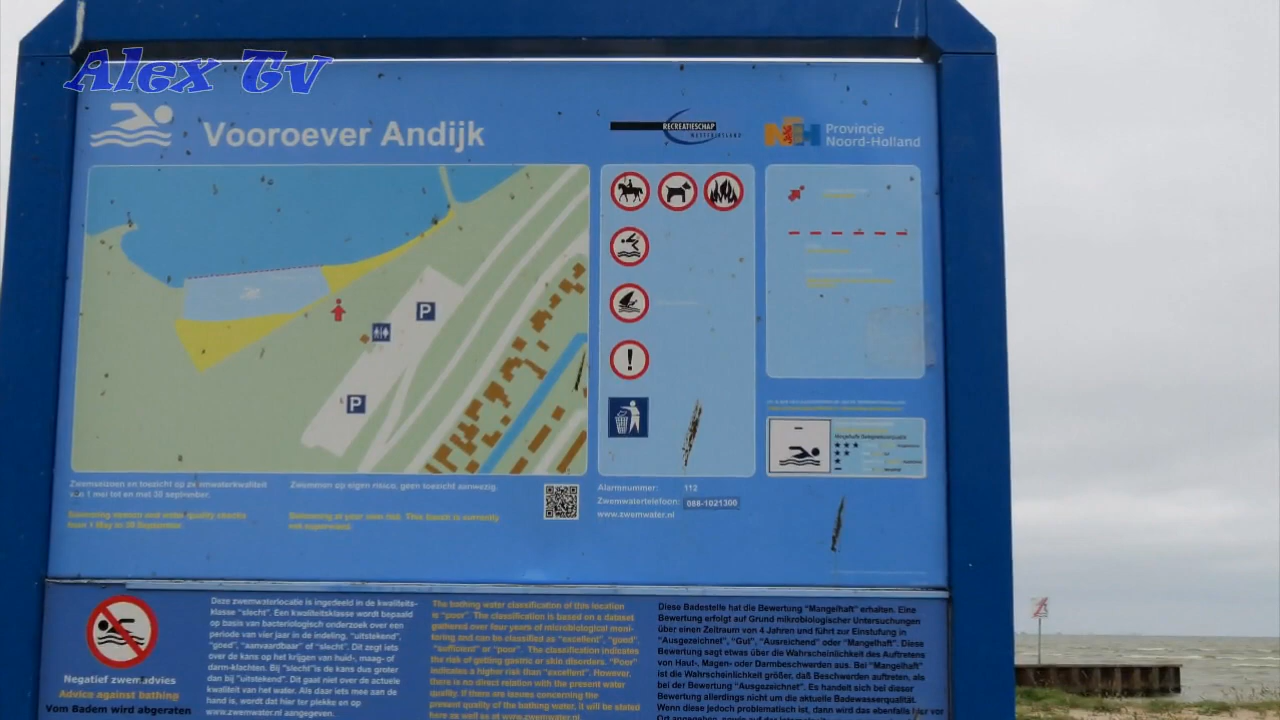 Alex Tv
Vooroever Andijk
RECREATIESCHAP
WESTFRIESLAND
Provincie
Noord-Holland
P
P
Zwemseizoen en toezicht op zwemwaterkwaliteit
van 1 mei tot en met 30 september.
Zwemmen op eigen risico, geen toezicht aanwezig.
Swimming season and water quality checks
from 1 May to 30 September.
Swimming at your own risk. This beach is currently
not supervised.
Alarmnummer: 112
Zwemwatertelefoon: 088-1021300
www.zwemwater.nl
Negatief zwemadvies
Advice against bathing
Vom Badem wird abgeraten
Deze zwemwaterlocatie is ingedeeld in de kwaliteits-
klasse "slecht". Een kwaliteitsklasse wordt bepaald
op basis van bacteriologisch onderzoek over een
periode van vier jaar in de indeling, "uitstekend",
"goed", "aanvaardbaar" of "slecht". Dit zegt iets
over de kans op het krijgen van huid-, maag- of
darm-klachten. Bij "slecht"is de kans dus groter
dan bij "uitstekend". Dit gaat niet over de actuele
kwaliteit van het water. Als daar iets mee aan de
hand is, wordt dat hier ter plekke en op
www.zwemwater.nl aangegeven.
The bathing water classification of this location
is "poor". The classification is based on a dataset
gathered over four years of microbiological moni-
toring and can be classified as "excellent", "good",
"sufficient" or "poor". The classification indicates
the risk of getting gastric or skin disorders. "Poor"
indicates a higher risk than "excellent". However,
there is no direct relation with the present water
quality. If there are issues concerning the
present quality of the bathing water, it will be stated
here as well as at www.zwemwater.nl.
Diese Badestelle hat die Bewertung "Mangelhaft" erhalten. Eine
Bewertung erfolgt auf Grund mikrobiologischer Untersuchungen
über einen Zeitraum von 4 Jahren und führt zur Einstufung in
"Ausgezeichnet", "Gut", "Ausreichend" oder "Mangelhaft". Diese
Bewertung sagt etwas über die Wahrscheinlichkeit des Auftretens
von Haut-, Magen- oder Darmbeschwerden aus. Bei "Mangelhaft"
ist die Wahrscheinlichkeit größer, daß Beschwerden auftreten, als
bei der Bewertung "Ausgezeichnet". Es handelt sich bei dieser
Bewertung allerdings nicht um die aktuelle Badewasserqualität.
Wenn diese jedoch problematisch ist, dann wird das ebenfalls hier vor
Ort angegeben, sowie auf der